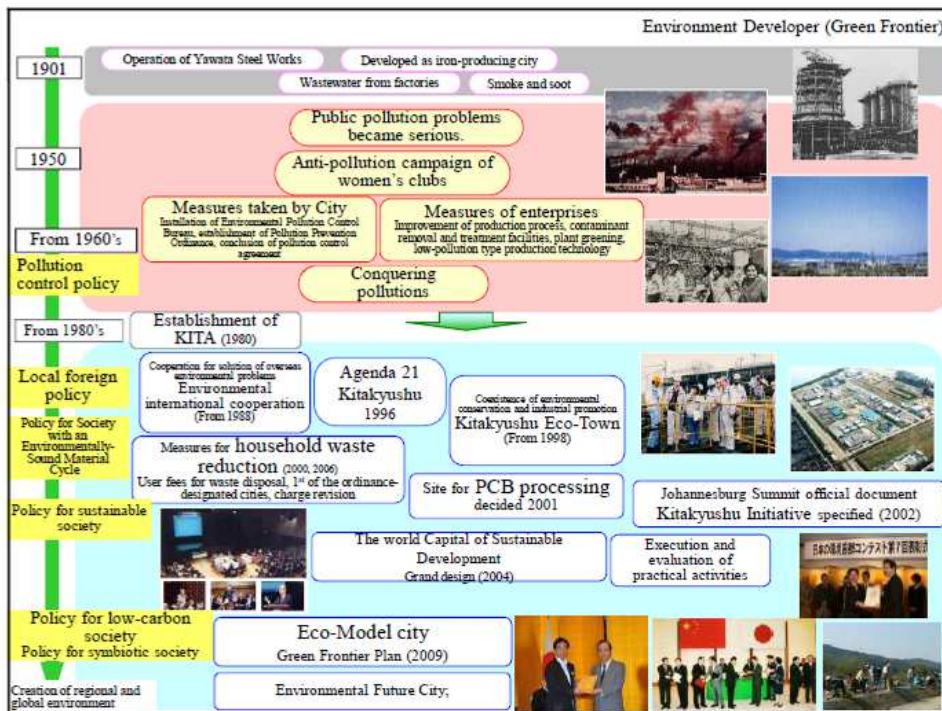 Environment Developer (Green Frontier)
1901
Operation of Yawata Steel Works
Developed as iron-producing city
Wastewater from factories
Smoke and soot
Public pollution problems
became serious.
1950
Anti-pollution campaign of
women's clubs
Measures taken by City
Installation of Environmental Pollution Control
Bureau, establishment of Pollution Prevention
Ordinance, conclusion of pollution control
agreement
Measures of enterprises
Improvement of production process, contaminant
removal and treatment facilities, plant greening,
low-pollution type production technology
From 1960's
Pollution
control policy
Conquering
pollutions
From 1980's
Establishment of
KITA (1980)
Local foreign
policy
Cooperation for solution of overseas
environmental problems
Environmental
international cooperation
(From 1988)
Agenda 21
Kitakyushu
1996
Coexistence of environmental
conservation and industrial promotion
Kitakyushu Eco-Town
(From 1998)
Policy for Society
with an
Environmentally-
Sound Material
Cycle
Measures for household waste
reduction (2000, 2006)
User fees for waste disposal, 1st of the ordinance-
designated cities, charge revision
Site for PCB processing
decided 2001
Johannesburg Summit official document
Kitakyushu Initiative specified (2002)
Policy for sustainable
society
The world Capital of Sustainable
Development
Grand design (2004)
Execution and
evaluation of
practical activities
Policy for low-carbon
society
Policy for symbiotic society
Eco-Model city
Green Frontier Plan (2009)
Creation of regional and
global environment
Environmental Future City;